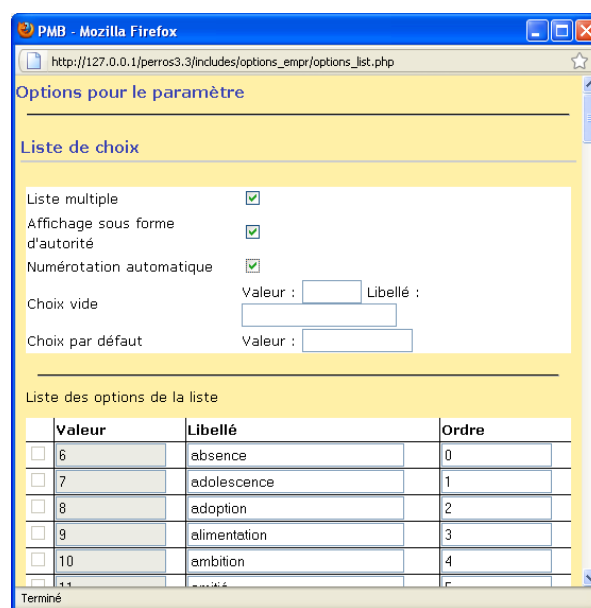 PMB - Mozilla Firefox
http://127.0.0.1/perros3.3/includes/options_empr/options_list.php
Options pour le paramètre
Liste de choix
Liste multiple
Affichage sous forme
d'autorité
Numérotation automatique
Choix vide
Valeur : Libellé :
Choix par défaut Valeur :
Liste des options de la liste
Valeur Libellé Ordre
6 absence 0
7 adolescence 1
8 adoption 2
9 alimentation 3
10 ambition 4
Terminé